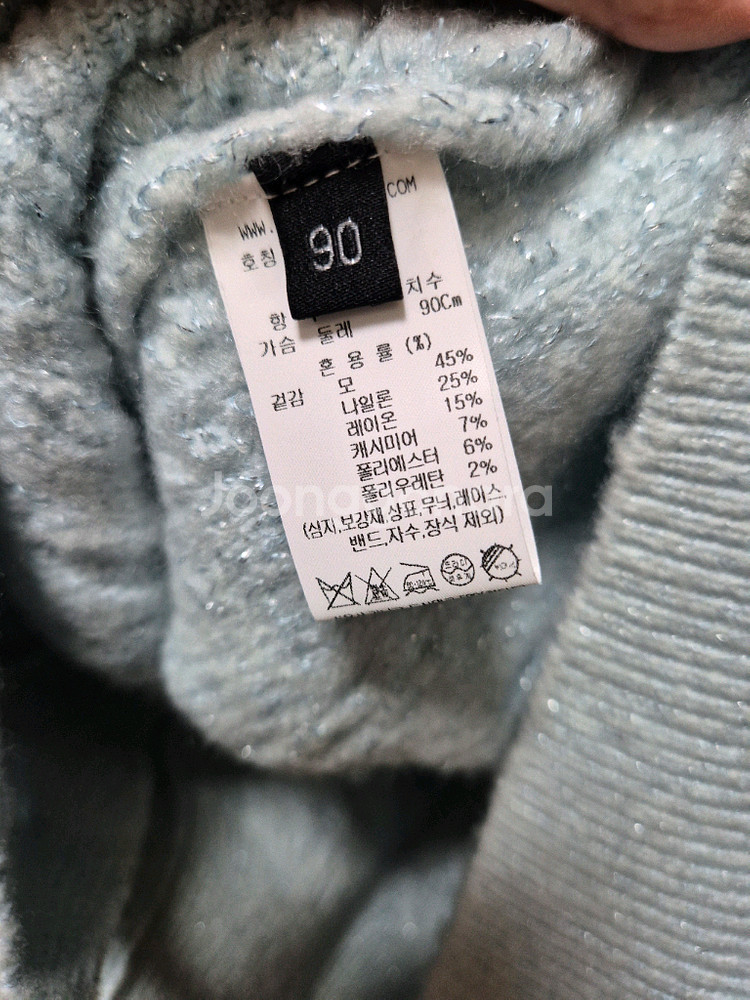 WWW.
COM
90
호칭
항 치수
가슴 둘레 90Cm
혼 용 률 (%)
겉감 모 45%
나일론 25%
레이온 15%
캐시미어 7%
폴리에스터 6%
폴리우레탄 2%
(심지,보강재,상표,무늬,레이스
밴드,자수,장식 제외)